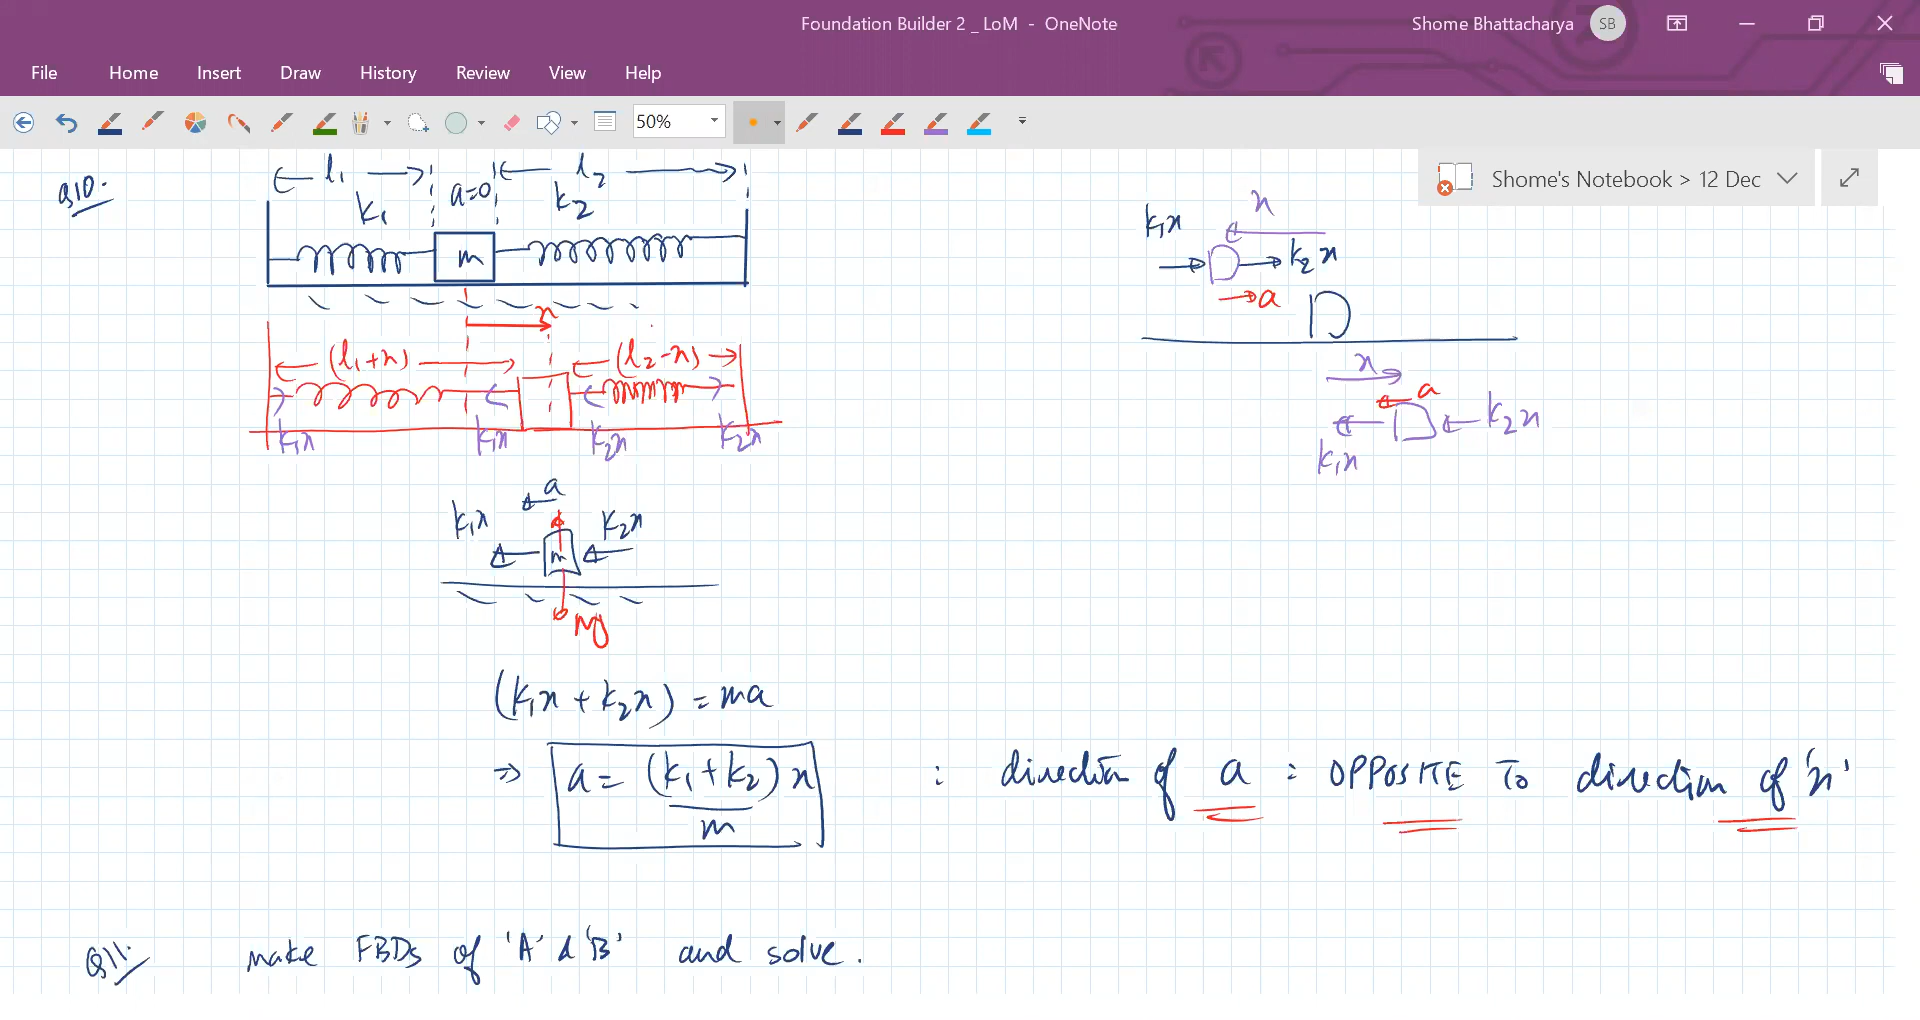 Foundation Builder 2 _ LoM - OneNote
Shome Bhattacharya SB
File Home Insert Draw History Review View Help
50%
Shome's Notebook > 12 Dec
Q10.
l₁ a=0 l₂
k₁ k₂
m
x
(l₁+x) (l₂-x)
k₁x k₁x k₂x k₂x
a
k₁x k₂x
m
Mg
(k₁x + k₂x) = ma
⇒ a = (k₁+k₂)x / m : direction of a : OPPOSITE TO direction of 'x'
x
k₁x k₂x
a
x
a
k₂x
k₁x
Q11. make FBDs of 'A' & 'B' and solve.